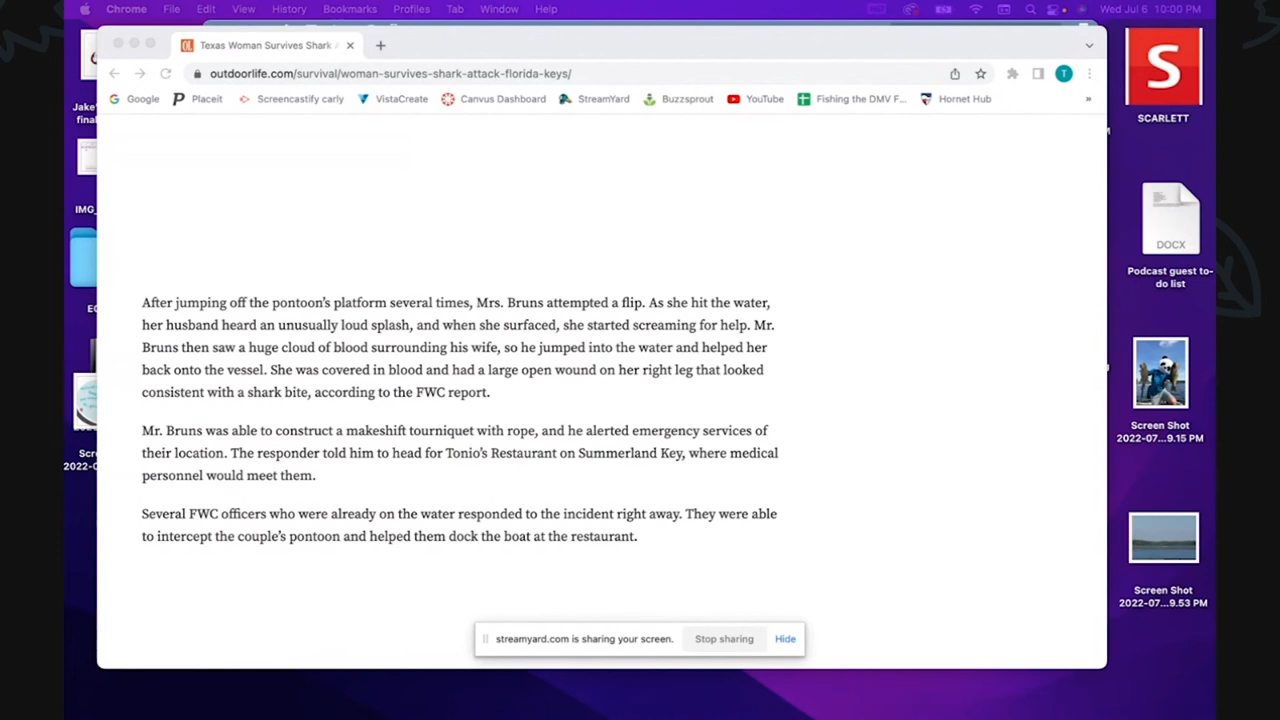 Chrome File Edit View History Bookmarks Profiles Tab Window Help Wed Jul 6 10:00 PM
Texas Woman Survives Shark
outdoorlife.com/survival/woman-survives-shark-attack-florida-keys/
Google Placeit Screencastify carly VistaCreate Canvus Dashboard StreamYard Buzzsprout YouTube Fishing the DMV F... Hornet Hub »
After jumping off the pontoon's platform several times, Mrs. Bruns attempted a flip. As she hit the water,
her husband heard an unusually loud splash, and when she surfaced, she started screaming for help. Mr.
Bruns then saw a huge cloud of blood surrounding his wife, so he jumped into the water and helped her
back onto the vessel. She was covered in blood and had a large open wound on her right leg that looked
consistent with a shark bite, according to the FWC report.
Mr. Bruns was able to construct a makeshift tourniquet with rope, and he alerted emergency services of
their location. The responder told him to head for Tonio's Restaurant on Summerland Key, where medical
personnel would meet them.
Several FWC officers who were already on the water responded to the incident right away. They were able
to intercept the couple's pontoon and helped them dock the boat at the restaurant.
streamyard.com is sharing your screen. Stop sharing Hide
Jake'
final
IMG_
EC
Scre
2022-0
S
SCARLETT
DOCX
Podcast guest to-
do list
Screen Shot
2022-07...9.15 PM
Screen Shot
2022-07...9.53 PM
T